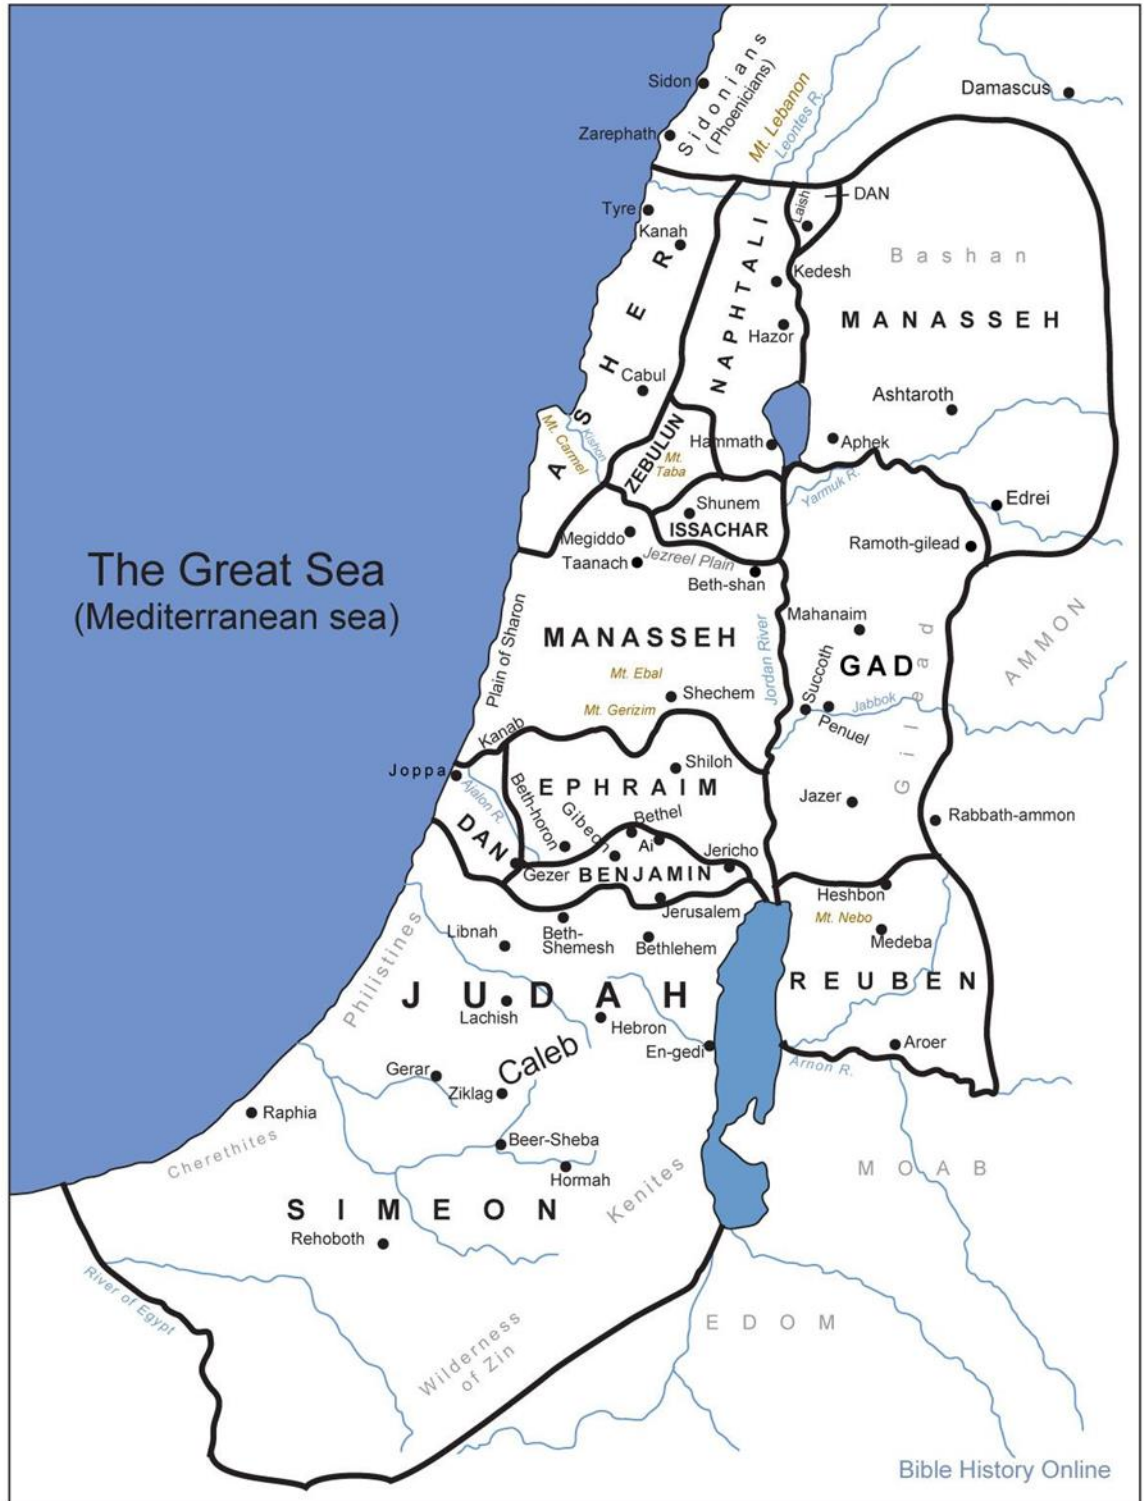 Sidon
Sidonians
(Phoenicians)
Mt. Lebanon
Leontes R.
Damascus
Zarephath
Tyre
Kanah
Laish
DAN
Bashan
Kedesh
MANASSEH
ASHER
NAPHTALI
Hazor
Cabul
Ashtaroth
Mt. Carmel
Kishon
ZEBULUN
Mt.
Taba
Hammath
Aphek
Yarmuk R.
Edrei
Shunem
ISSACHAR
Megiddo
Taanach
Jezreel Plain
Beth-shan
Ramoth-gilead
The Great Sea
(Mediterranean sea)
Plain of Sharon
MANASSEH
Mahanaim
Jordan River
GAD
Gilead
AMMON
Mt. Ebal
Shechem
Mt. Gerizim
Succoth
Jabbok
Penuel
Kanab
Joppa
Ajalon R.
Shiloh
EPHRAIM
Beth-horon
Gibeon
Bethel
Ai
Jazer
Rabbath-ammon
DAN
Gezer
BENJAMIN
Jericho
Heshbon
Mt. Nebo
Medeba
Jerusalem
Libnah
Beth-
Shemesh
Bethlehem
Philistines
JUDAH
REUBEN
Lachish
Hebron
Caleb
En-gedi
Aroer
Arnon R.
Gerar
Ziklag
Raphia
Cherethites
Beer-Sheba
Hormah
Kenites
MOAB
SIMEON
Rehoboth
River of Egypt
Wilderness
of Zin
EDOM
Bible History Online